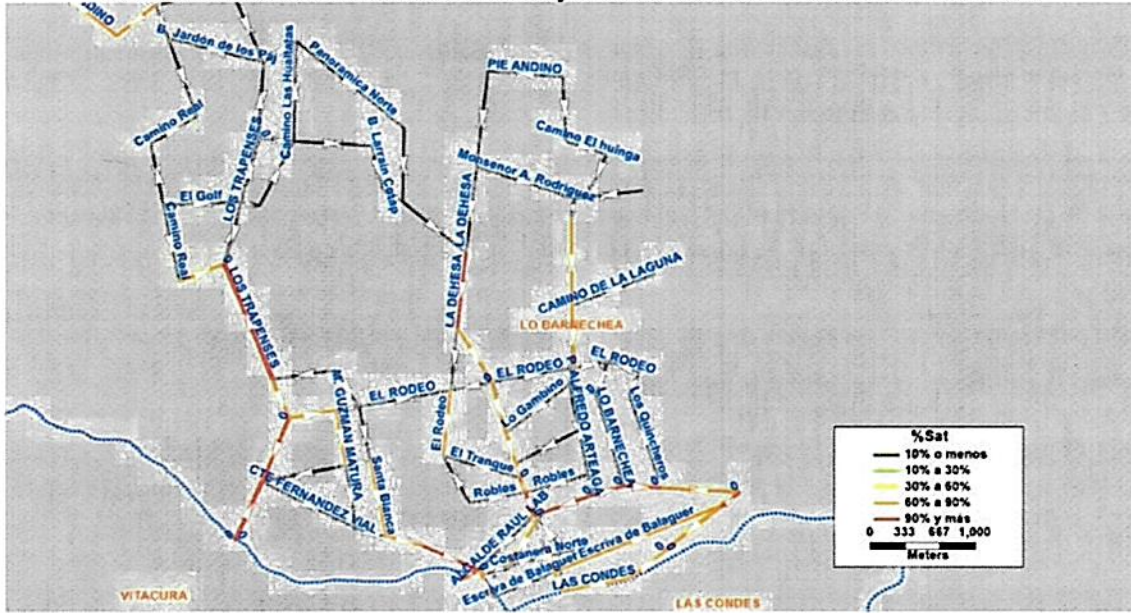 NDINO
B. Jardón de los
PIE ANDINO
Panoramica Norte
Camino Las Hualtatas
Camino Real
LOS TRAPENSES
B. Larrain Cotap
Camino El huinga
Monsenor A. Rodriguez
El Golf
LA DEHESA
Camino Real
LOS TRAPENSES
LA DEHESA
CAMINO DE LA LAGUNA
LO BARNECHEA
EL RODEO
EL RODEO
EL RODEO
M. GUZMAN MATURA
Lo Gambino
ALFREDO ARTEAGA
LO BARNECHEA
Los Quincheros
El Rodeo
El Tranque
Robles
Robles
Santa Blanca
CTE FERNANDEZ VIAL
ALCALDE RAUL LAB
Costanera Norte
Escriva de Balaguer
Escriva de Balaguer
LAS CONDES
VITACURA
LAS CONDES
%Sat
10% o menos
10% a 30%
30% a 60%
60% a 90%
90% y más
0 333 667 1,000
Meters